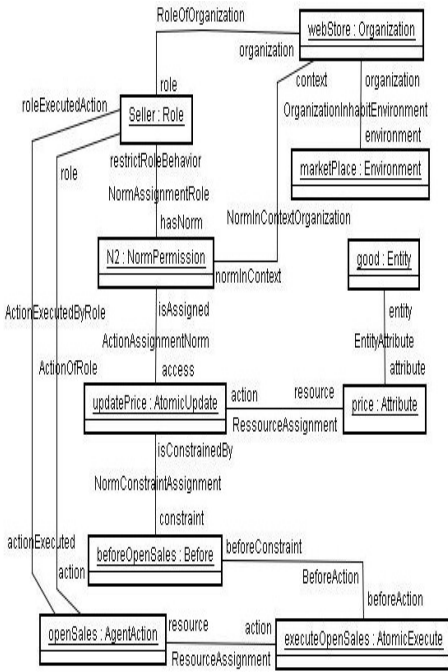 RoleOfOrganization
webStore : Organization
organization
role
context
organization
roleExecutedAction
OrganizationInhabitEnvironment
Seller : Role
environment
role
restrictRoleBehavior
marketPlace : Environment
NormAssignmentRole
hasNorm
NormInContextOrganization
N2 : NormPermission
good : Entity
normInContext
isAssigned
entity
ActionExecutedByRole
ActionAssignmentNorm
EntityAttribute
ActionOfRole
access
attribute
updatePrice : AtomicUpdate
action
resource
price : Attribute
RessourceAssignment
isConstrainedBy
NormConstraintAssignment
constraint
actionExecuted
beforeOpenSales : Before
beforeConstraint
action
BeforeAction
beforeAction
openSales : AgentAction
resource
action
executeOpenSales : AtomicExecute
ResourceAssignment